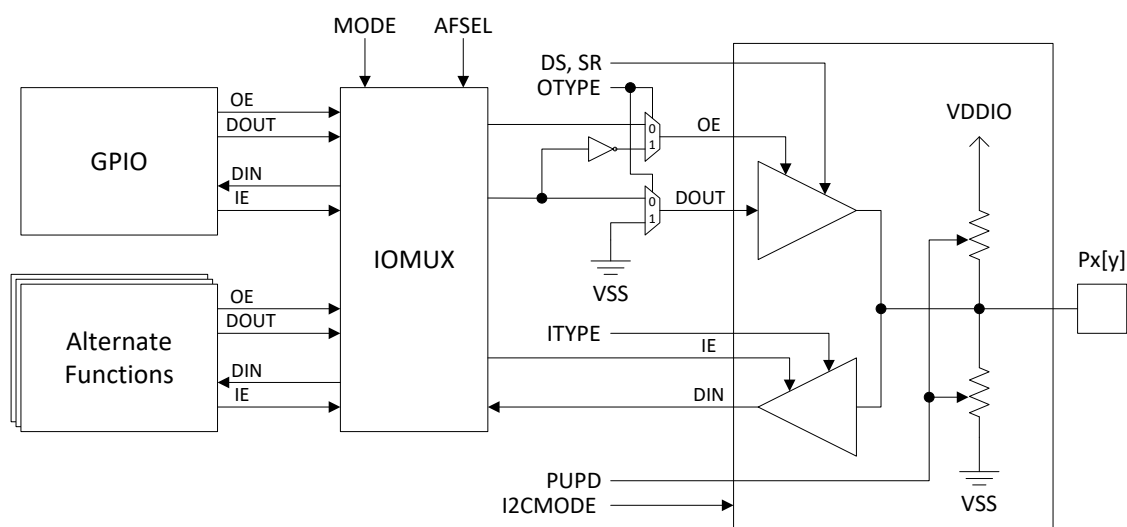 MODE AFSEL
DS, SR
OTYPE
VDDIO
OE
DOUT
GPIO
DIN
IE
0
1
OE
0
1
DOUT
IOMUX
VSS
Px[y]
OE
DOUT
Alternate
Functions
DIN
IE
ITYPE
IE
DIN
PUPD
I2CMODE
VSS